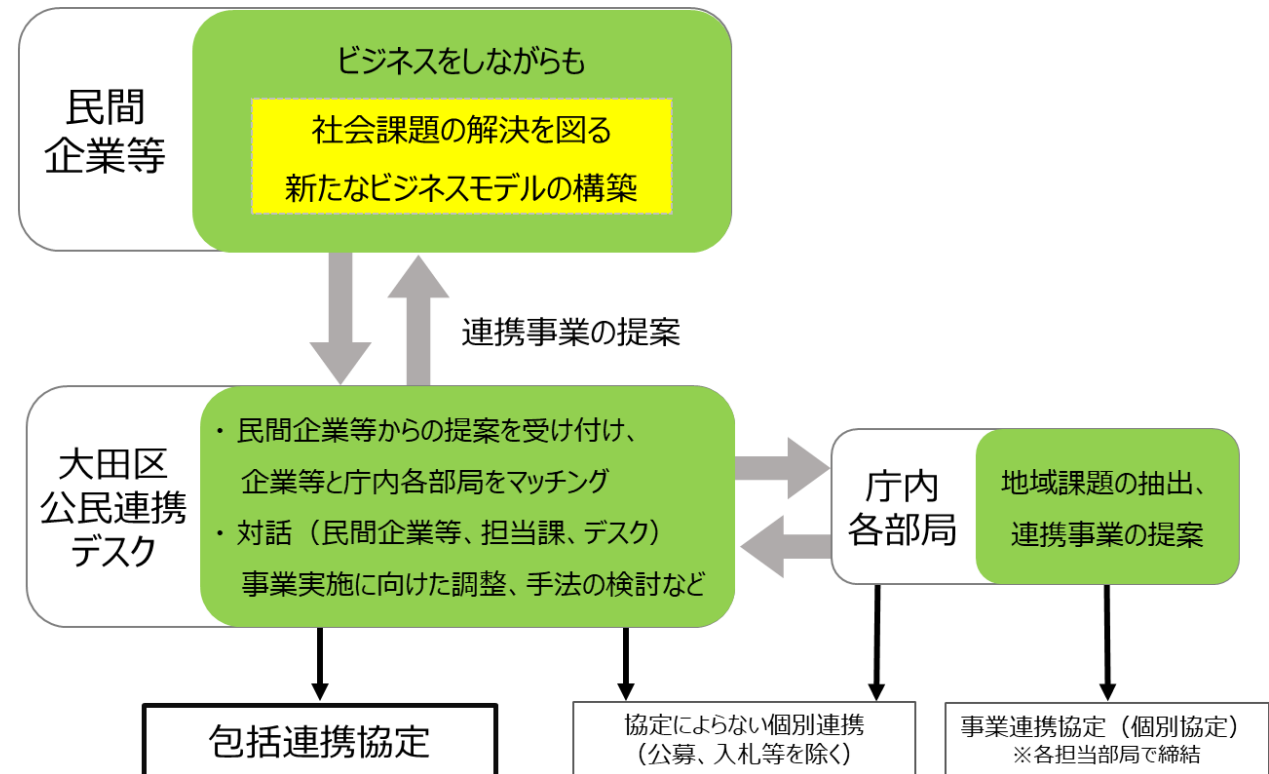 民間
企業等
ビジネスをしながらも
社会課題の解決を図る
新たなビジネスモデルの構築
連携事業の提案
大田区
公民連携
デスク
・ 民間企業等からの提案を受け付け、
企業等と庁内各部局をマッチング
・ 対話（民間企業等、担当課、デスク）
事業実施に向けた調整、手法の検討など
庁内
各部局
地域課題の抽出、
連携事業の提案
包括連携協定
協定によらない個別連携
（公募、入札等を除く）
事業連携協定（個別協定）
※各担当部局で締結